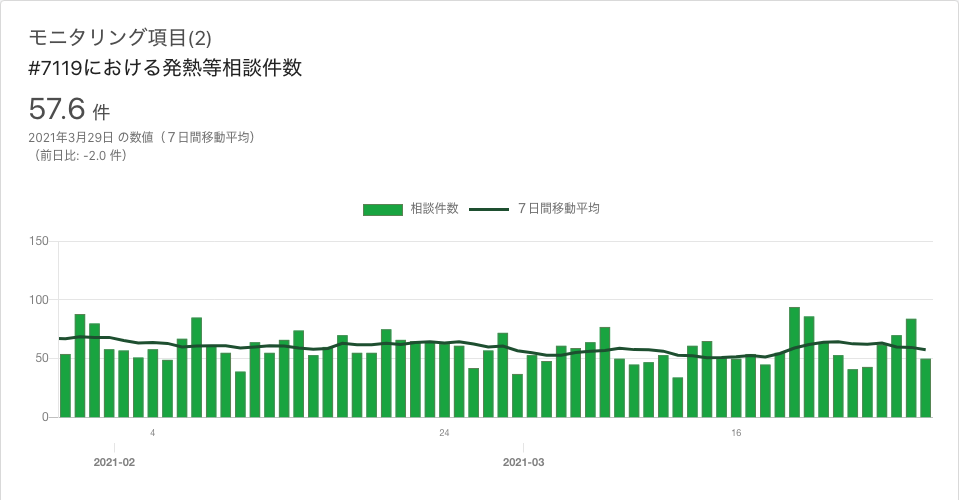 モニタリング項目(2)
#7119における発熱等相談件数
57.6 件
2021年3月29日 の数値（７日間移動平均）
（前日比: -2.0 件）
相談件数 ７日間移動平均
150
100
50
0
4 24 16
2021-02 2021-03